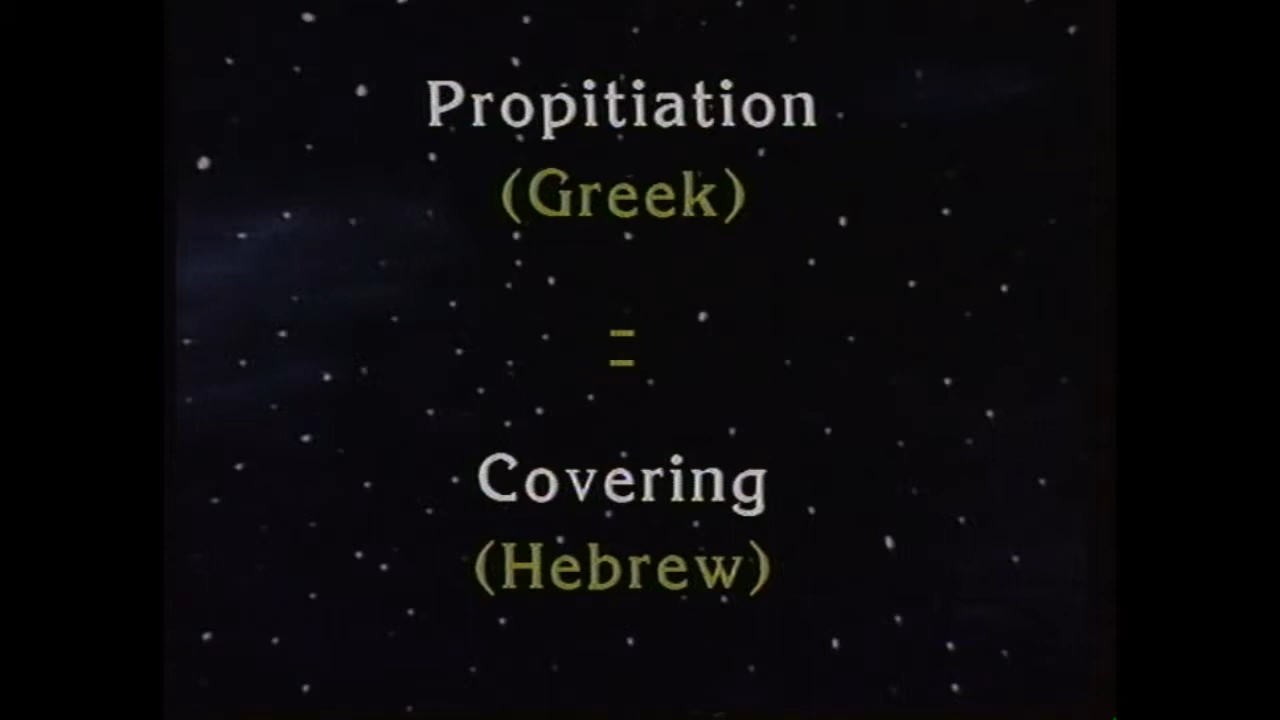 Propitiation
(Greek)
=
Covering
(Hebrew)